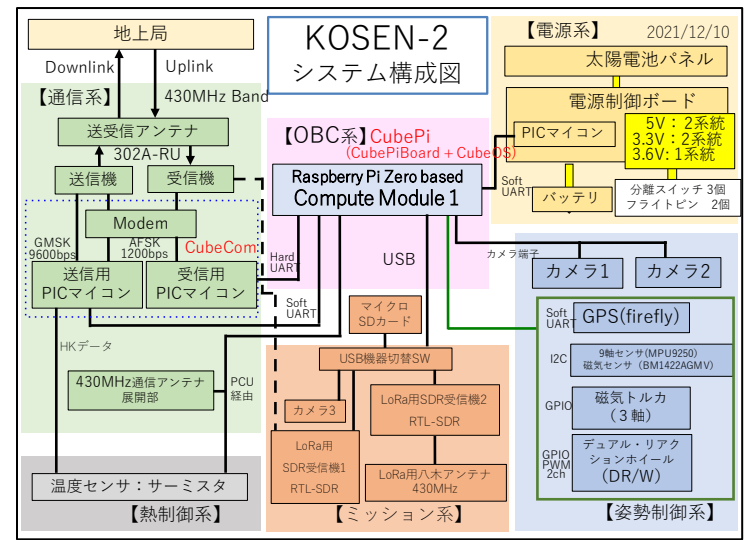 KOSEN-2
システム構成図
地上局
Downlink
Uplink
【通信系】
430MHz Band
送受信アンテナ
302A-RU
送信機
受信機
Modem
GMSK
9600bps
AFSK
1200bps
CubeCom
送信用
PICマイコン
受信用
PICマイコン
HKデータ
430MHz通信アンテナ
展開部
PCU
経由
温度センサ：サーミスタ
【熱制御系】
【OBC系】CubePi
(CubePiBoard＋CubeOS)
Raspberry Pi Zero based
Compute Module 1
Hard
UART
Soft
UART
USB
マイクロ
SDカード
USB機器切替SW
カメラ3
LoRa用SDR受信機2
RTL-SDR
LoRa用
SDR受信機1
RTL-SDR
LoRa用八木アンテナ
430MHz
【ミッション系】
【電源系】
2021/12/10
太陽電池パネル
電源制御ボード
PICマイコン
5V：2系統
3.3V：2系統
3.6V: 1系統
Soft
UART
バッテリ
分離スイッチ 3個
フライトピン 2個
カメラ端子
カメラ1
カメラ2
Soft
UART
GPS(firefly)
I2C
9軸センサ(MPU9250)
磁気センサ（BM1422AGMV）
GPIO
磁気トルカ
（３軸）
GPIO
PWM
2ch
デュアル・リアク
ションホイール
(DR/W)
【姿勢制御系】